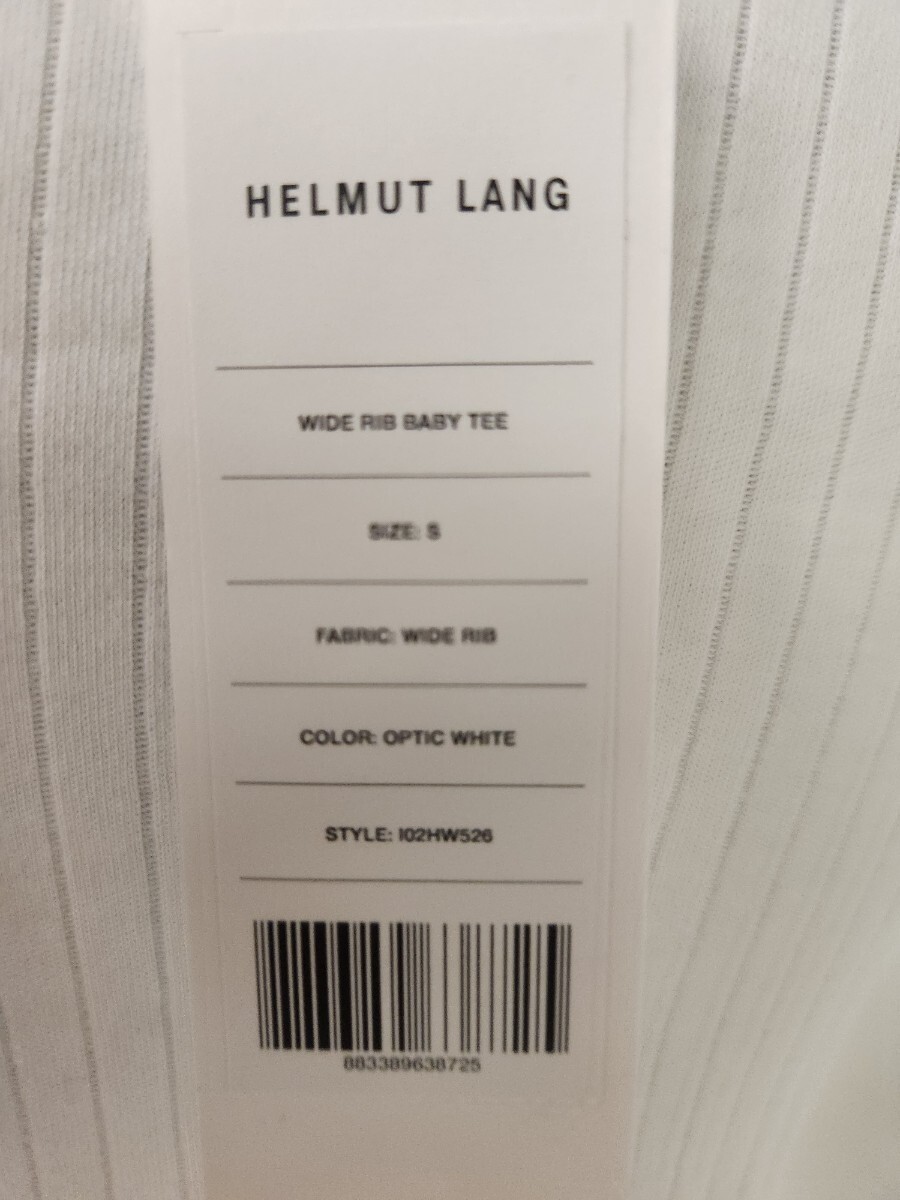 HELMUT LANG
WIDE RIB BABY TEE
SIZE: S
FABRIC: WIDE RIB
COLOR: OPTIC WHITE
STYLE: I02HW526
883389638725